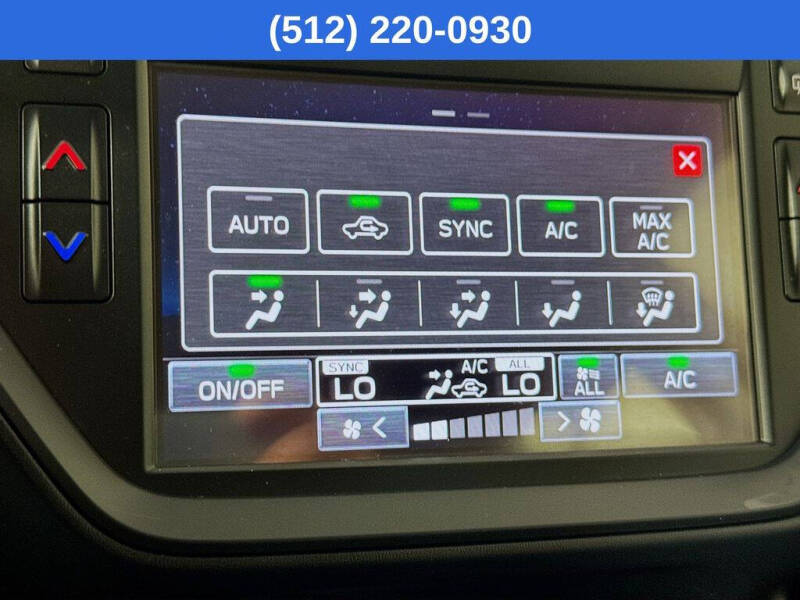 (512) 220-0930
AUTO
SYNC
A/C
MAX
A/C
ON/OFF
SYNC
LO
A/C
ALL
LO
ALL
A/C